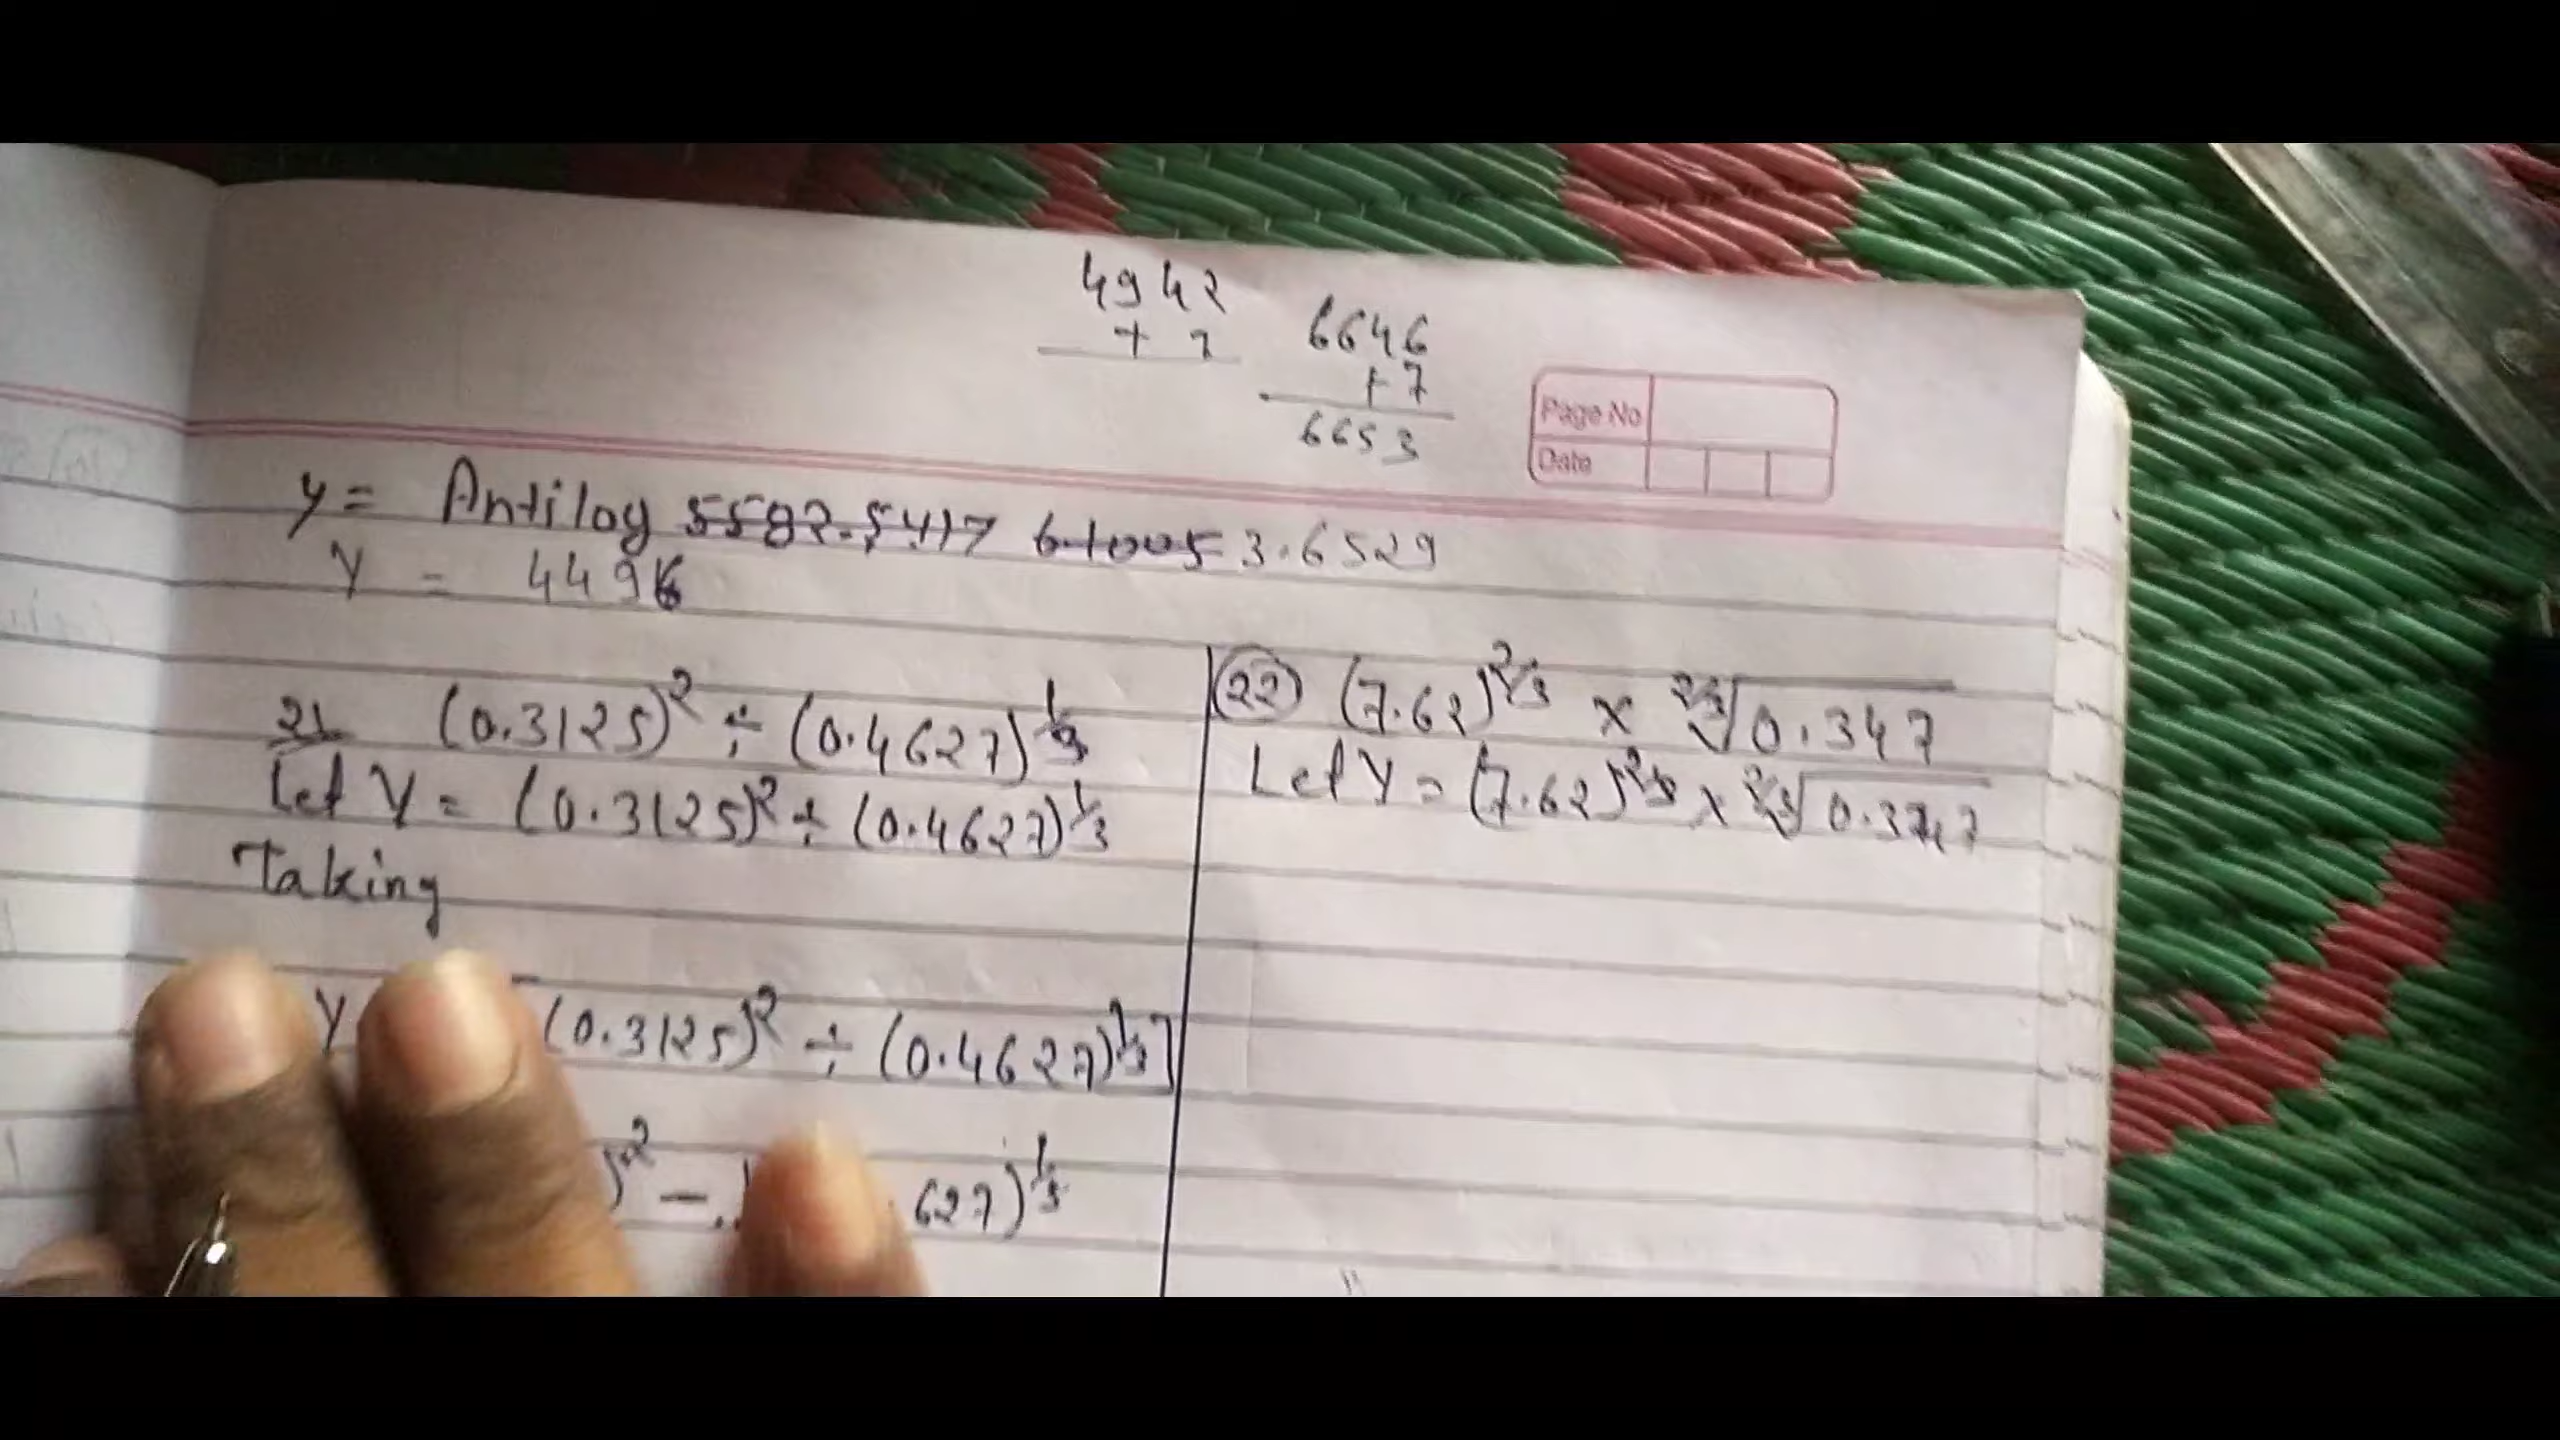 4942
+ 7
6646
+7
6653
Page No
Date
y = Antilog 5582.5417 6.1005 3.6529
y = 4496
21 (0.3125)² ÷ (0.4627)^1/3
Let y = (0.3125)² ÷ (0.4627)^1/3
Taking
y (0.3125)² ÷ (0.4627)^1/3]
)² - 627)^1/3
22 (7.62)^2/3 × ∛0.347
Let y = (7.62)^2/3 × ∛0.347